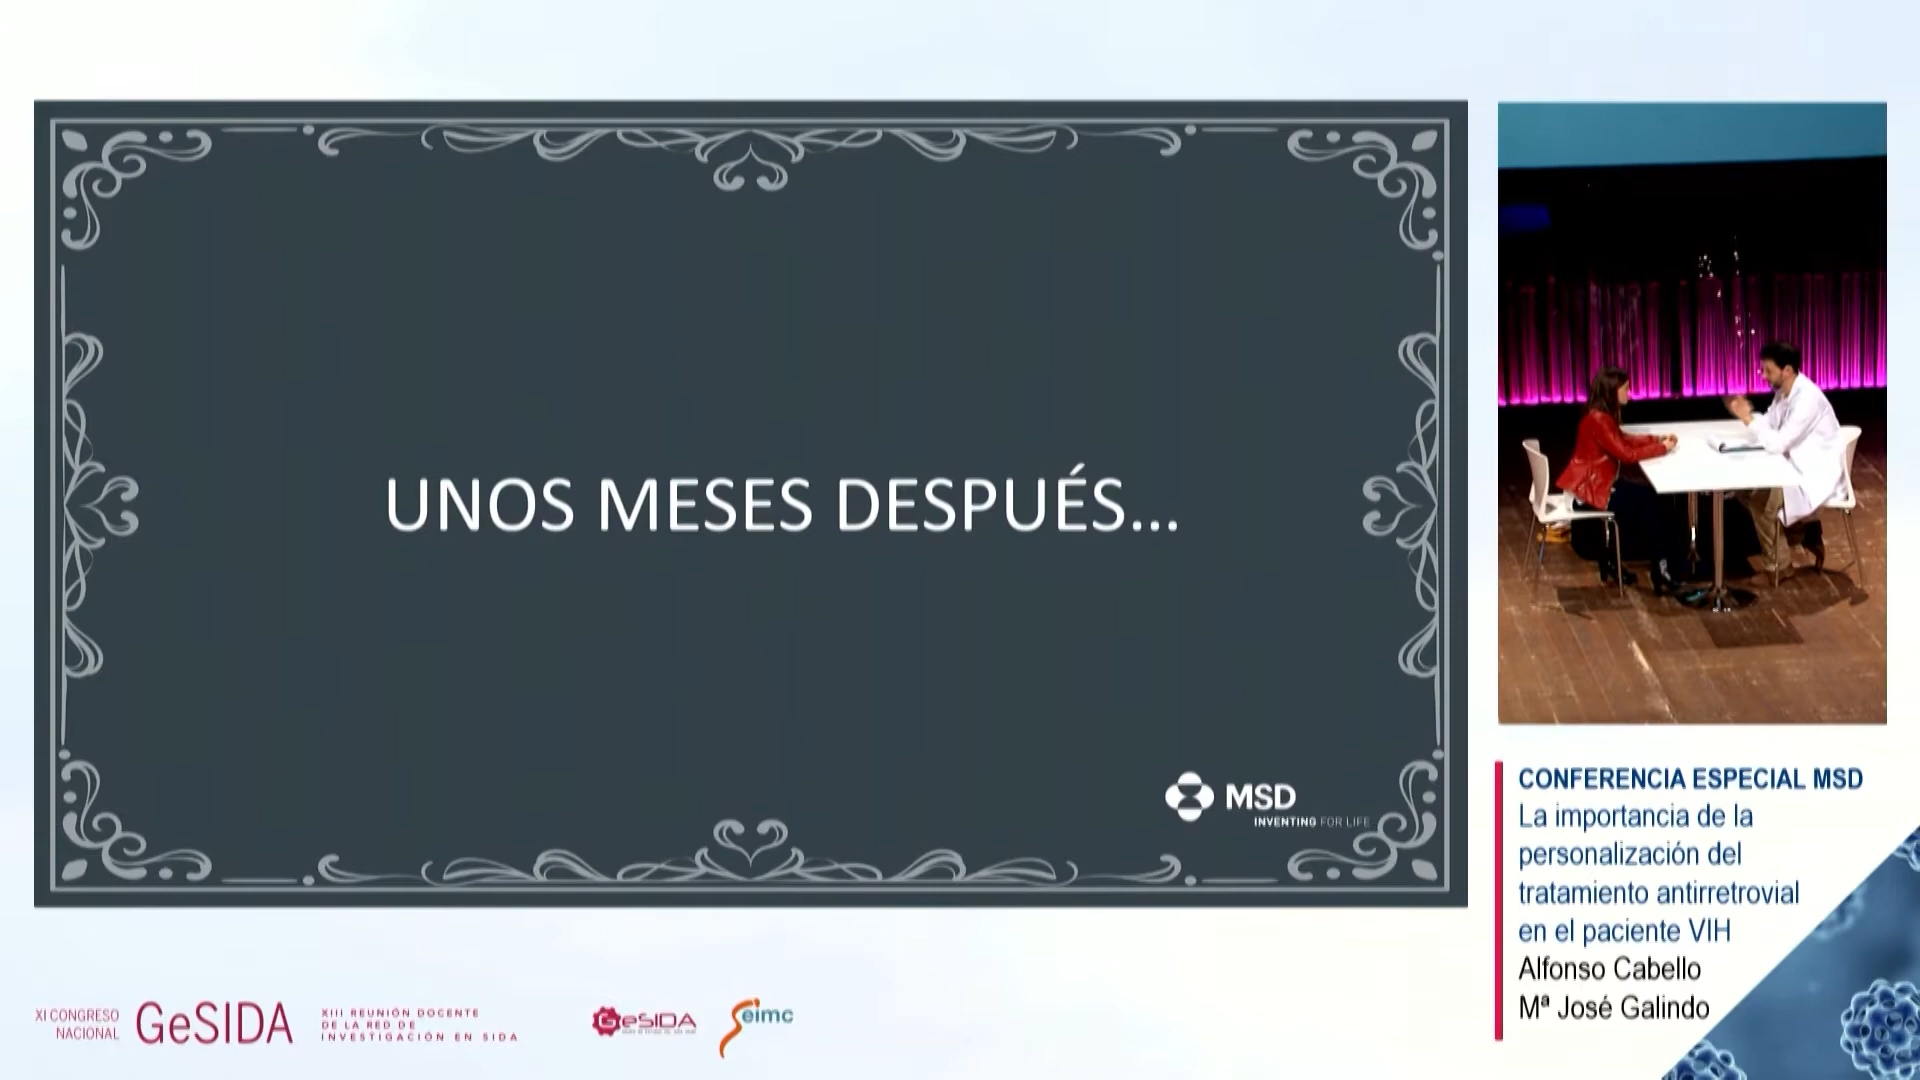 UNOS MESES DESPUÉS...
MSD
INVENTING FOR LIFE
CONFERENCIA ESPECIAL MSD
La importancia de la
personalización del
tratamiento antirretrovial
en el paciente VIH
Alfonso Cabello
Mª José Galindo
XI CONGRESO
NACIONAL
GeSIDA
XIII REUNIÓN DOCENTE
DE LA RED DE
INVESTIGACIÓN EN SIDA
GeSIDA
Seimc